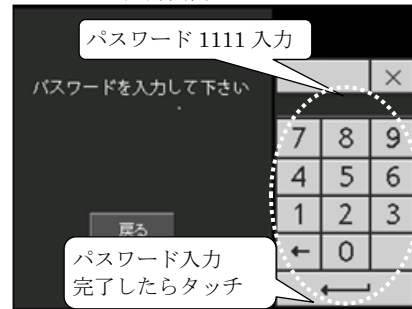 パスワード 1111 入力
×
パスワードを入力して下さい
7 8 9
4 5 6
1 2 3
戻る
← 0
パスワード入力
完了したらタッチ